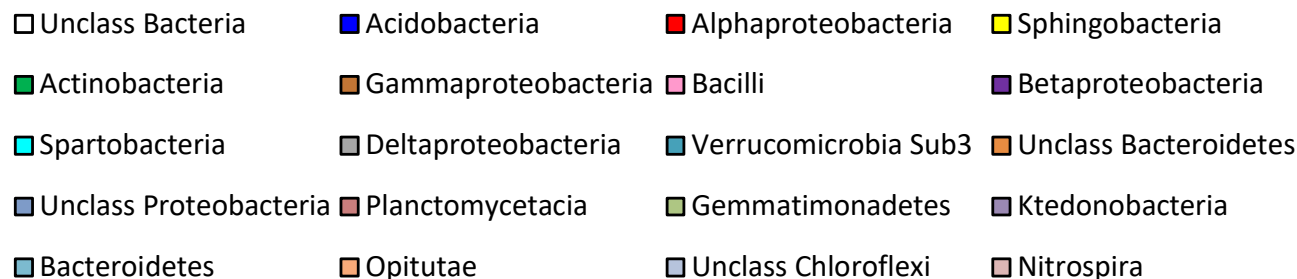 Unclass Bacteria Acidobacteria Alphaproteobacteria Sphingobacteria
Actinobacteria Gammaproteobacteria Bacilli Betaproteobacteria
Spartobacteria Deltaproteobacteria Verrucomicrobia Sub3 Unclass Bacteroidetes
Unclass Proteobacteria Planctomycetacia Gemmatimonadetes Ktedonobacteria
Bacteroidetes Opitutae Unclass Chloroflexi Nitrospira